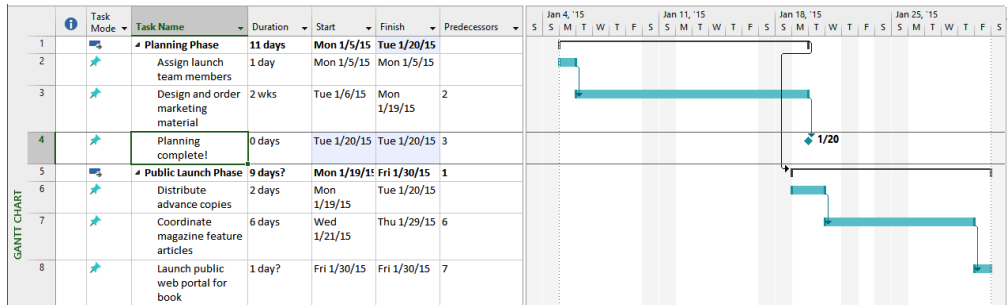 Jan 4, '15 Jan 11, '15 Jan 18, '15 Jan 25, '15
Task Mode Task Name Duration Start Finish Predecessors S S M T W T F S S M T W T F S S M T W T F S S M T W T F
1 Planning Phase 11 days Mon 1/5/15 Tue 1/20/15
2 Assign launch 1 day Mon 1/5/15 Mon 1/5/15
team members
3 Design and order 2 wks Tue 1/6/15 Mon 2
marketing 1/19/15
material
4 Planning 0 days Tue 1/20/15 Tue 1/20/15 3 1/20
complete!
5 Public Launch Phase 9 days? Mon 1/19/15 Fri 1/30/15 1
6 Distribute 2 days Mon Tue 1/20/15
advance copies 1/19/15
7 Coordinate 6 days Wed Thu 1/29/15 6
magazine feature 1/21/15
articles
8 Launch public 1 day? Fri 1/30/15 Fri 1/30/15 7
web portal for
book
GANTT CHART